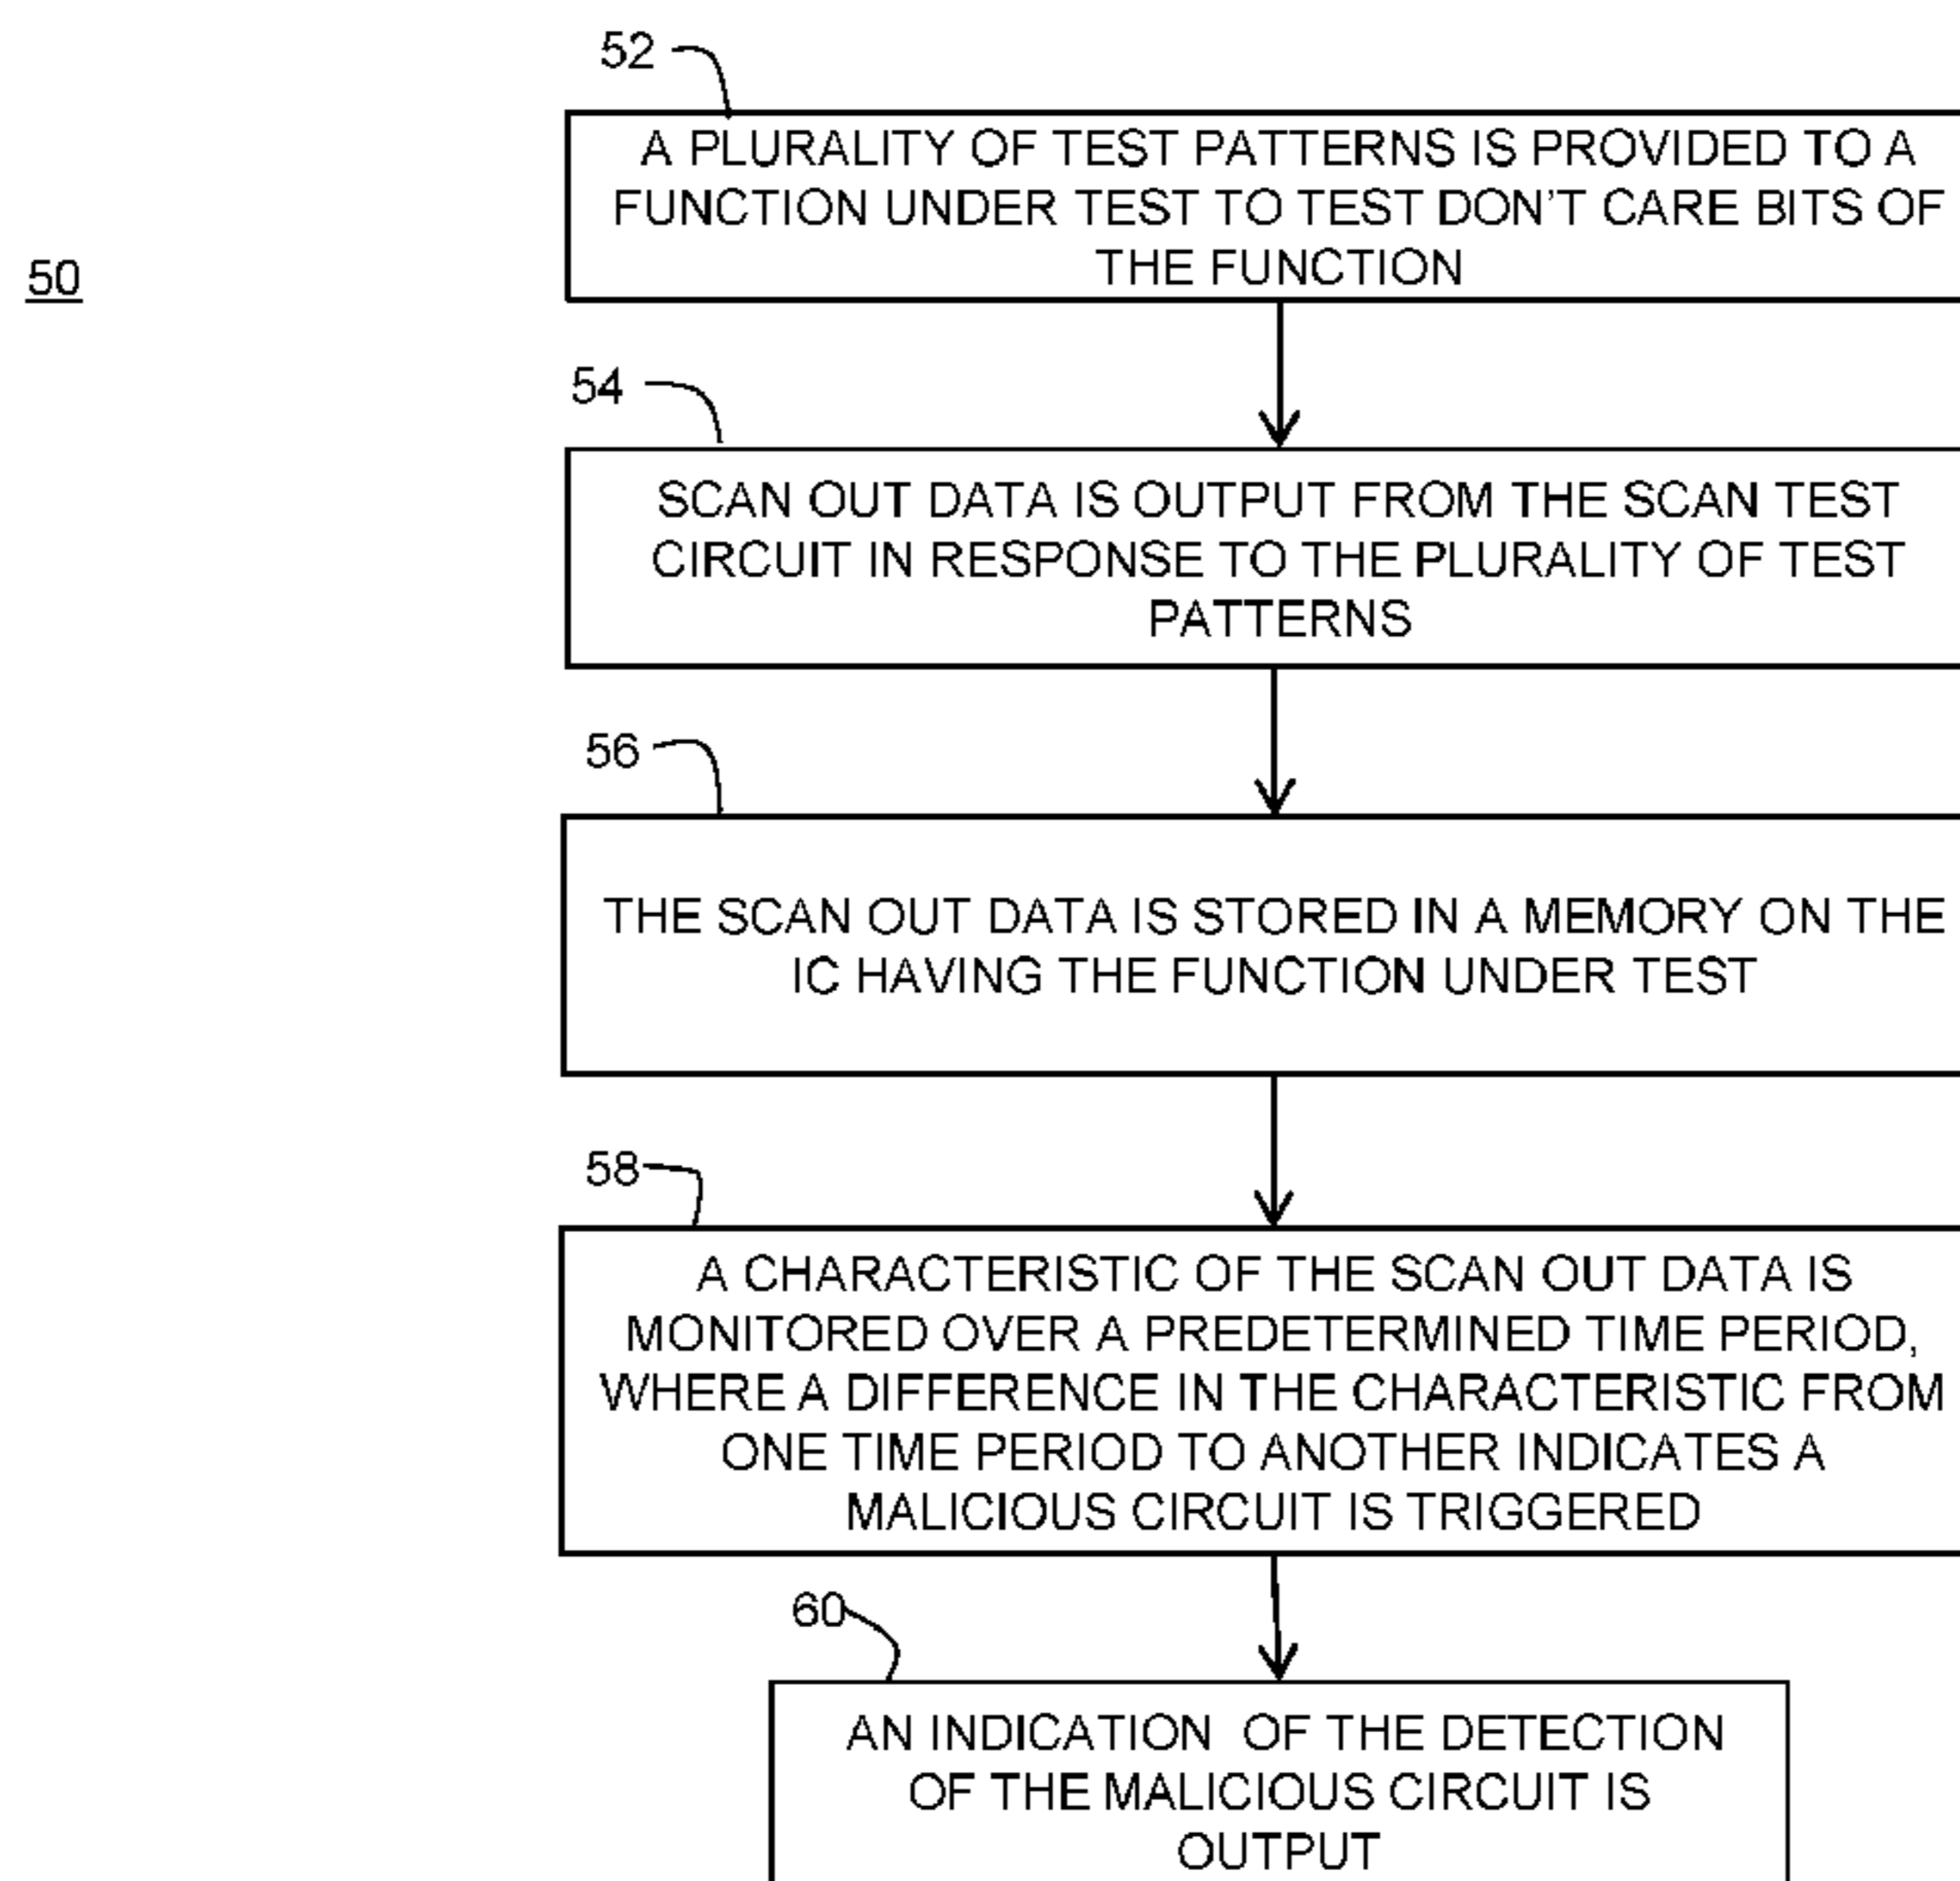 52
A PLURALITY OF TEST PATTERNS IS PROVIDED TO A
FUNCTION UNDER TEST TO TEST DON'T CARE BITS OF
THE FUNCTION
50
54
SCAN OUT DATA IS OUTPUT FROM THE SCAN TEST
CIRCUIT IN RESPONSE TO THE PLURALITY OF TEST
PATTERNS
56
THE SCAN OUT DATA IS STORED IN A MEMORY ON THE
IC HAVING THE FUNCTION UNDER TEST
58
A CHARACTERISTIC OF THE SCAN OUT DATA IS
MONITORED OVER A PREDETERMINED TIME PERIOD,
WHERE A DIFFERENCE IN THE CHARACTERISTIC FROM
ONE TIME PERIOD TO ANOTHER INDICATES A
MALICIOUS CIRCUIT IS TRIGGERED
60
AN INDICATION OF THE DETECTION
OF THE MALICIOUS CIRCUIT IS
OUTPUT